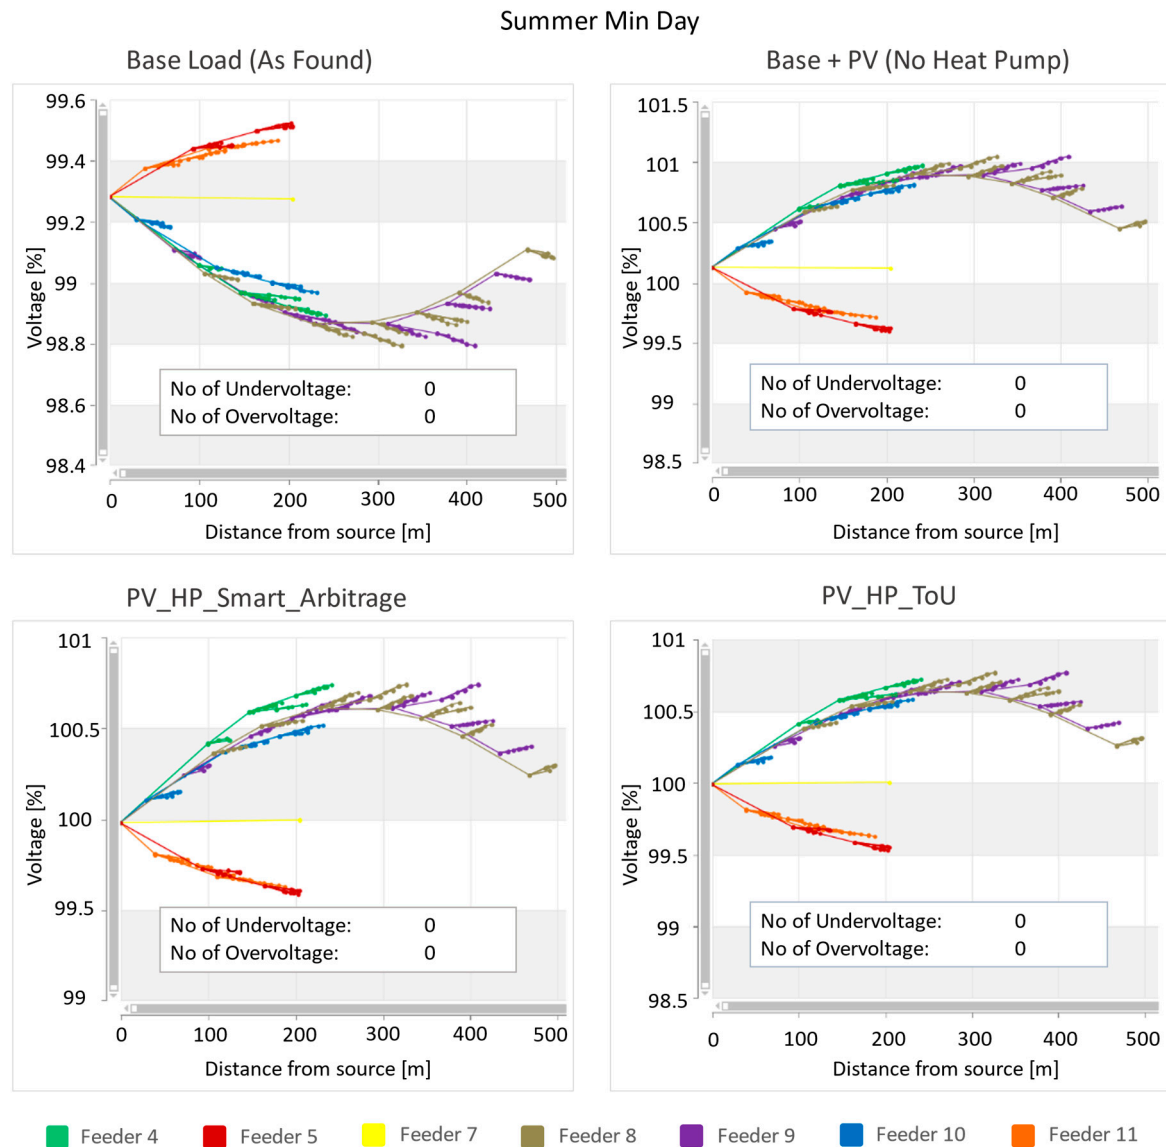 Summer Min Day
Base Load (As Found)
99.6
99.4
99.2
99
98.8
98.6
98.4
Voltage [%]
No of Undervoltage: 0
No of Overvoltage: 0
0 100 200 300 400 500
Distance from source [m]
Base + PV (No Heat Pump)
101.5
101
100.5
100
99.5
99
98.5
Voltage [%]
No of Undervoltage: 0
No of Overvoltage: 0
0 100 200 300 400 500
Distance from source [m]
PV_HP_Smart_Arbitrage
101
100.5
100
99.5
99
Voltage [%]
No of Undervoltage: 0
No of Overvoltage: 0
0 100 200 300 400 500
Distance from source [m]
PV_HP_ToU
101
100.5
100
99.5
99
98.5
Voltage [%]
No of Undervoltage: 0
No of Overvoltage: 0
0 100 200 300 400 500
Distance from source [m]
Feeder 4 Feeder 5 Feeder 7 Feeder 8 Feeder 9 Feeder 10 Feeder 11